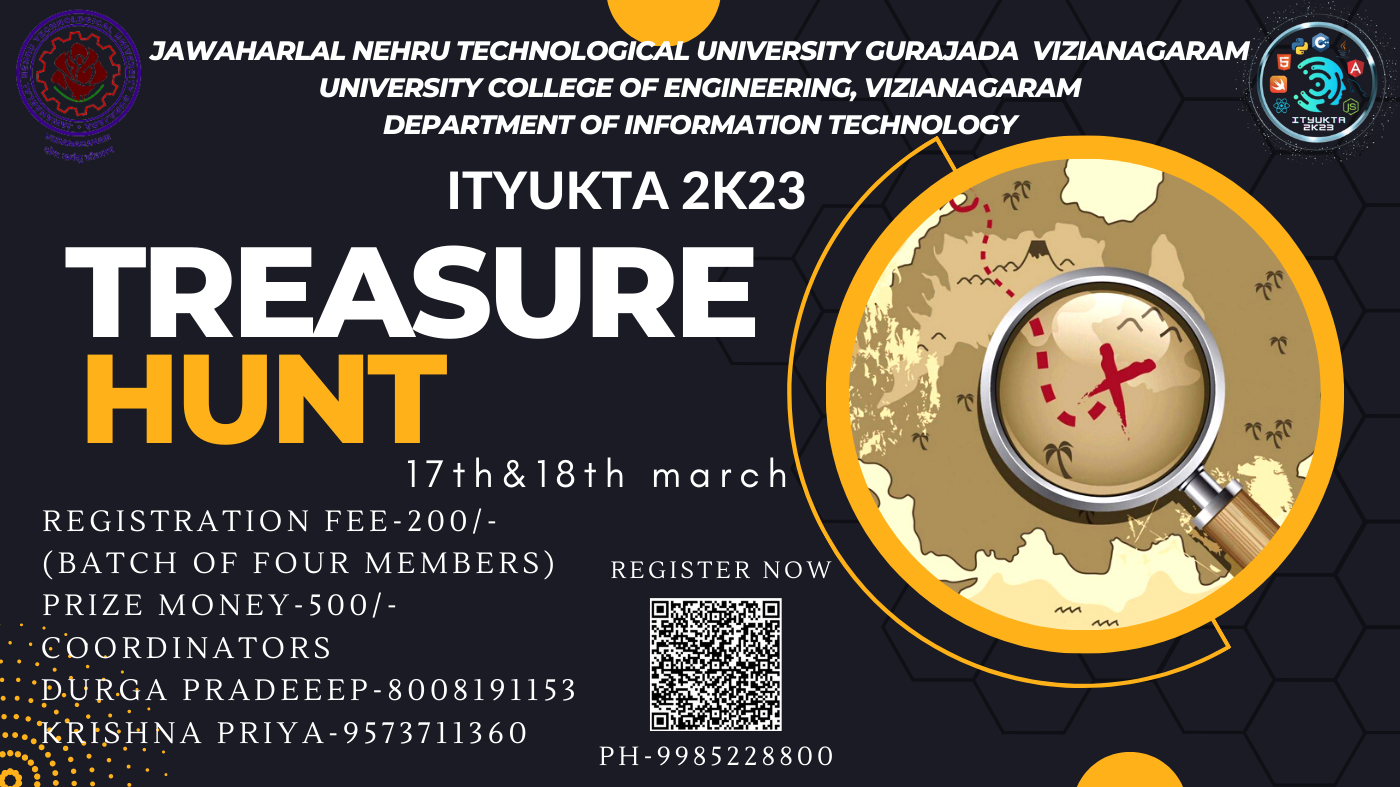 JAWAHARLAL NEHRU TECHNOLOGICAL UNIVERSITY GURAJADA VIZIANAGARAM
UNIVERSITY COLLEGE OF ENGINEERING, VIZIANAGARAM
DEPARTMENT OF INFORMATION TECHNOLOGY
ITYUKTA
2K23
ITYUKTA 2K23
TREASURE
HUNT
17th&18th march
REGISTRATION FEE-200/-
(BATCH OF FOUR MEMBERS)
PRIZE MONEY-500/-
COORDINATORS
DURGA PRADEEEP-8008191153
KRISHNA PRIYA-9573711360
REGISTER NOW
PH-9985228800